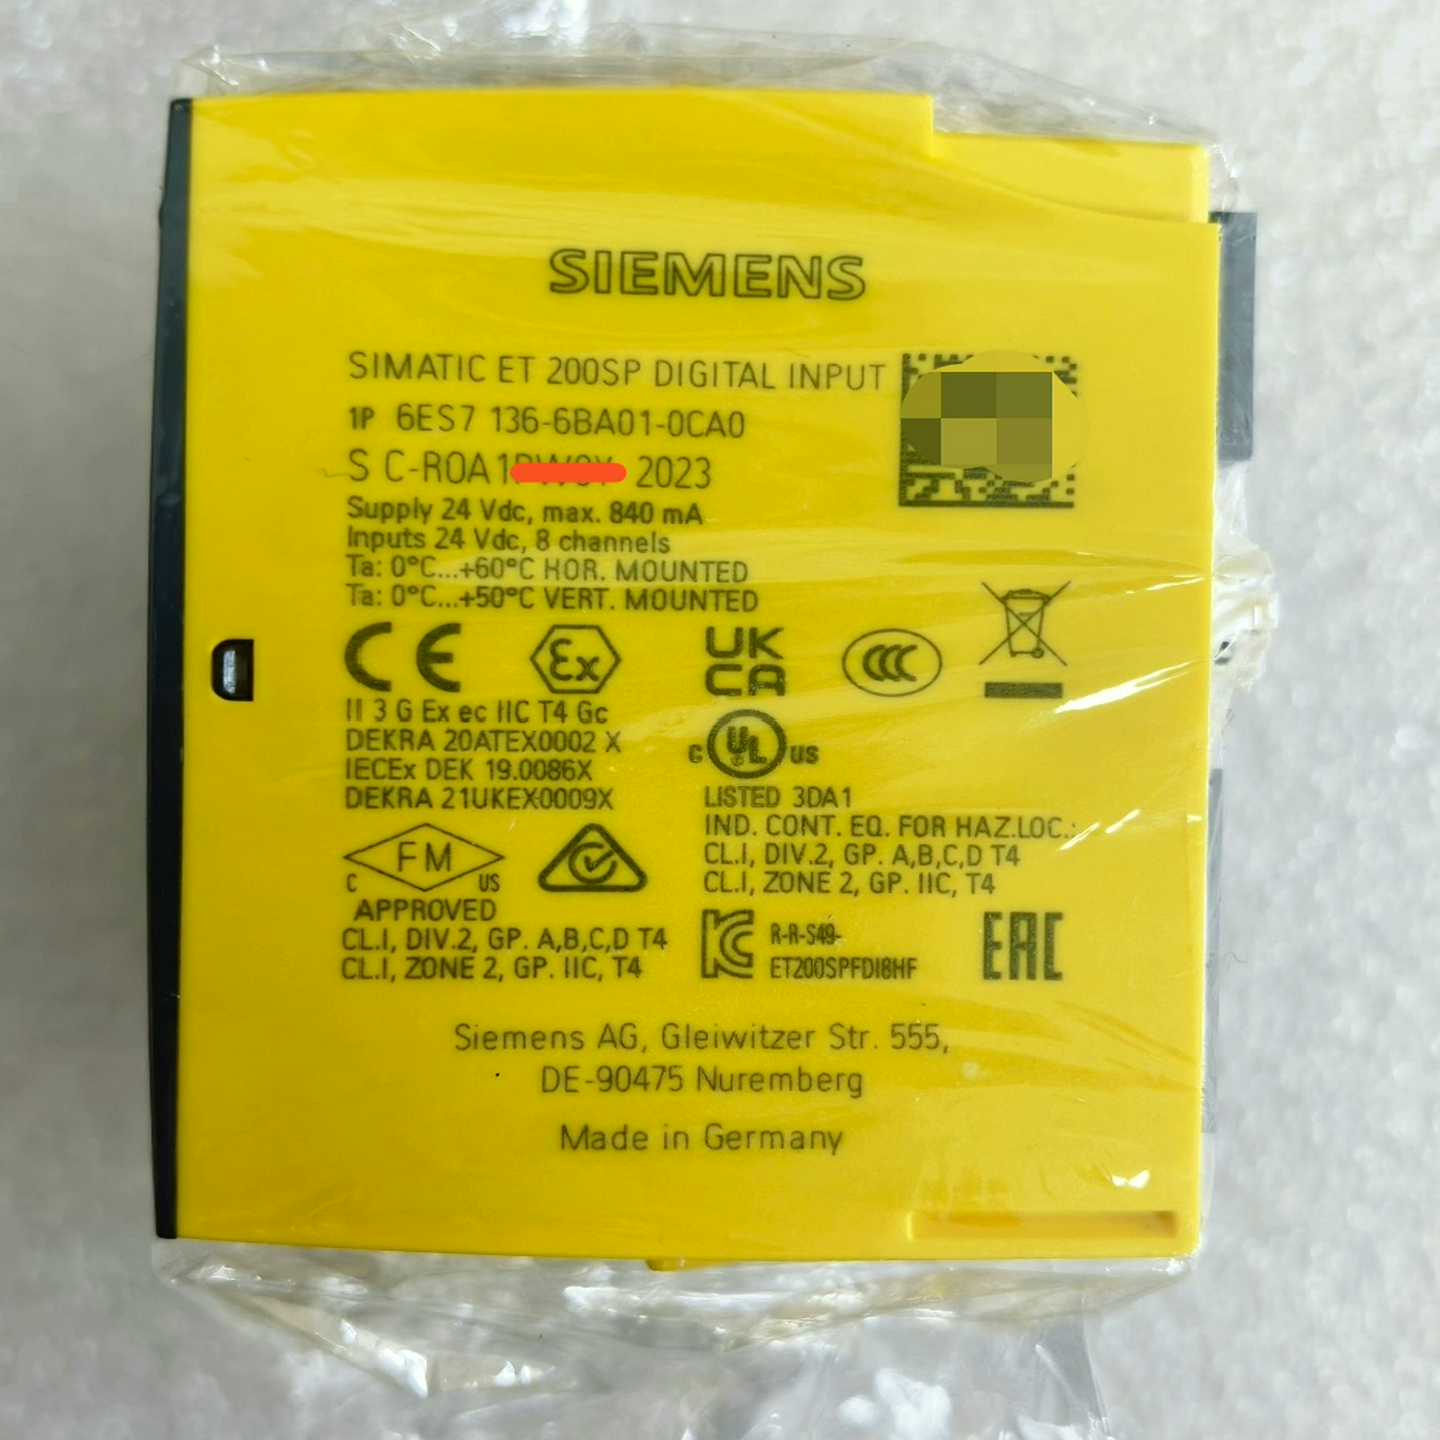 SIEMENS
SIMATIC ET 200SP DIGITAL INPUT
1P 6ES7 136-6BA01-0CA0
S C-R0A1 2023
Supply 24 Vdc, max. 840 mA
Inputs 24 Vdc, 8 channels
Ta: 0°C...+60°C HOR. MOUNTED
Ta: 0°C...+50°C VERT. MOUNTED
CE Ex UK CA CCC
II 3 G Ex ec IIC T4 Gc
DEKRA 20ATEX0002 X
IECEx DEK 19.0086X
DEKRA 21UKEX0009X
C UL US
LISTED 3DA1
IND. CONT. EQ. FOR HAZ.LOC.:
CL.I, DIV.2, GP. A,B,C,D T4
CL.I, ZONE 2, GP. IIC, T4
C FM US
APPROVED
CL.I, DIV.2, GP. A,B,C,D T4
CL.I, ZONE 2, GP. IIC, T4
KC R-R-S49-
ET200SPFDI8HF
EAC
Siemens AG, Gleiwitzer Str. 555,
DE-90475 Nuremberg
Made in Germany